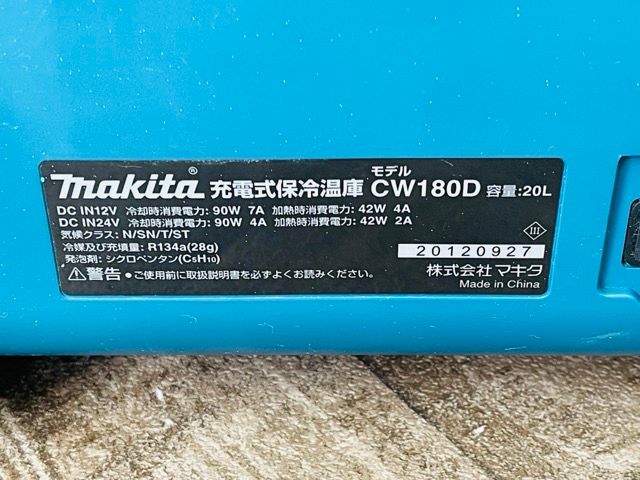 makita® 充電式保冷温庫 モデル CW180D 容量:20L
DC IN12V 冷却時消費電力: 90W 7A 加熱時消費電力: 42W 4A
DC IN24V 冷却時消費電力: 90W 4A 加熱時消費電力: 42W 2A
気候クラス: N/SN/T/ST
冷媒及び充填量: R134a(28g)
発泡剤: シクロペンタン(C5H10)
⚠警告 ●ご使用前に取扱説明書を必ずよくお読みください。
III
20120927
株式会社 マキタ
Made in China